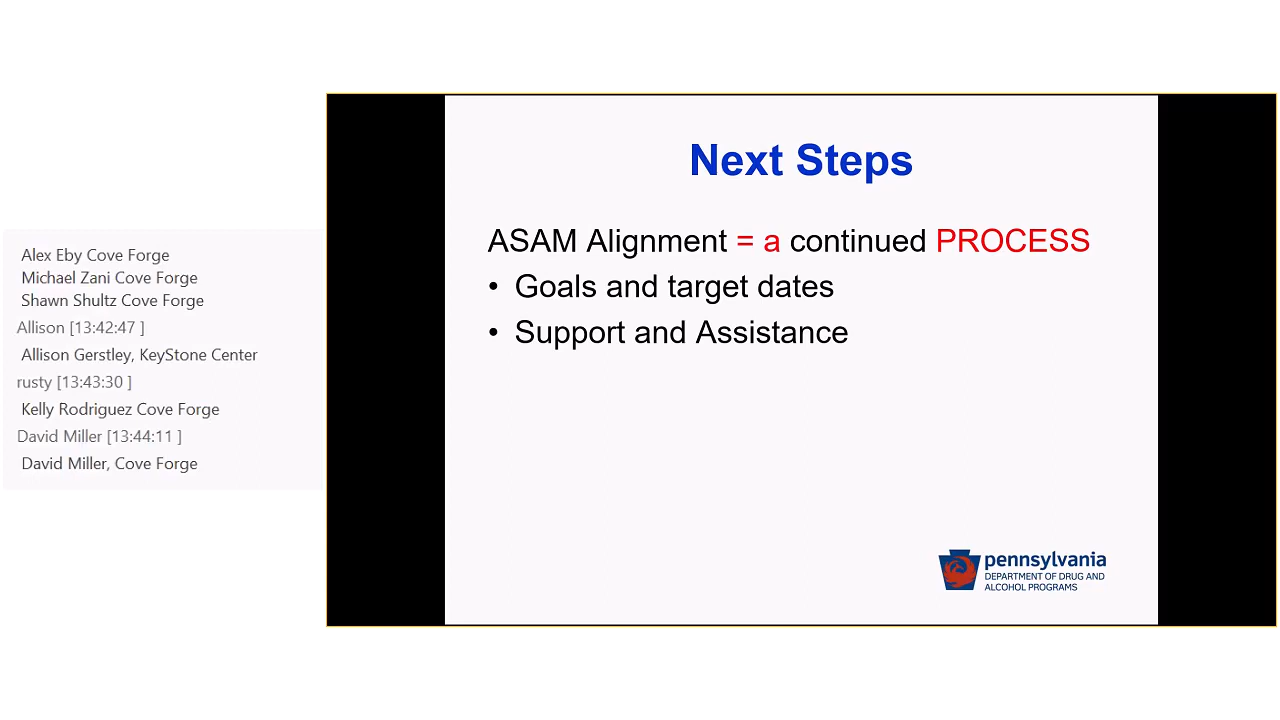 Alex Eby Cove Forge
Michael Zani Cove Forge
Shawn Shultz Cove Forge
Allison [13:42:47 ]
Allison Gerstley, KeyStone Center
rusty [13:43:30 ]
Kelly Rodriguez Cove Forge
David Miller [13:44:11 ]
David Miller, Cove Forge
Next Steps
ASAM Alignment = a continued PROCESS
• Goals and target dates
• Support and Assistance
pennsylvania
DEPARTMENT OF DRUG AND
ALCOHOL PROGRAMS